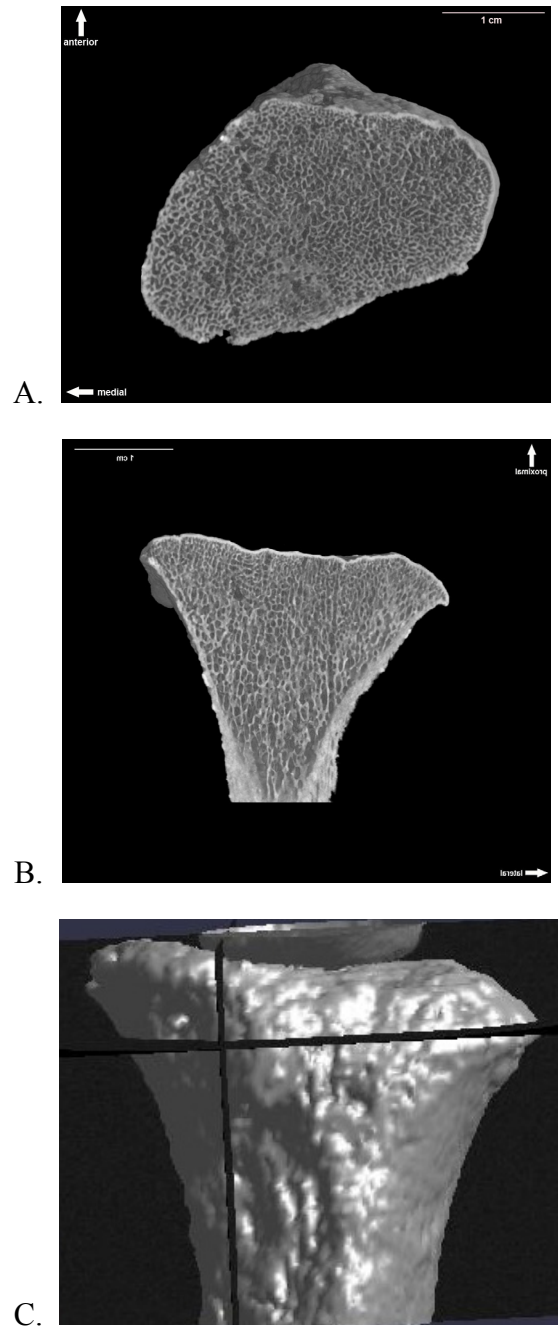 anterior
1 cm
medial
A.
1 cm
proximal
lateral
B.
C.